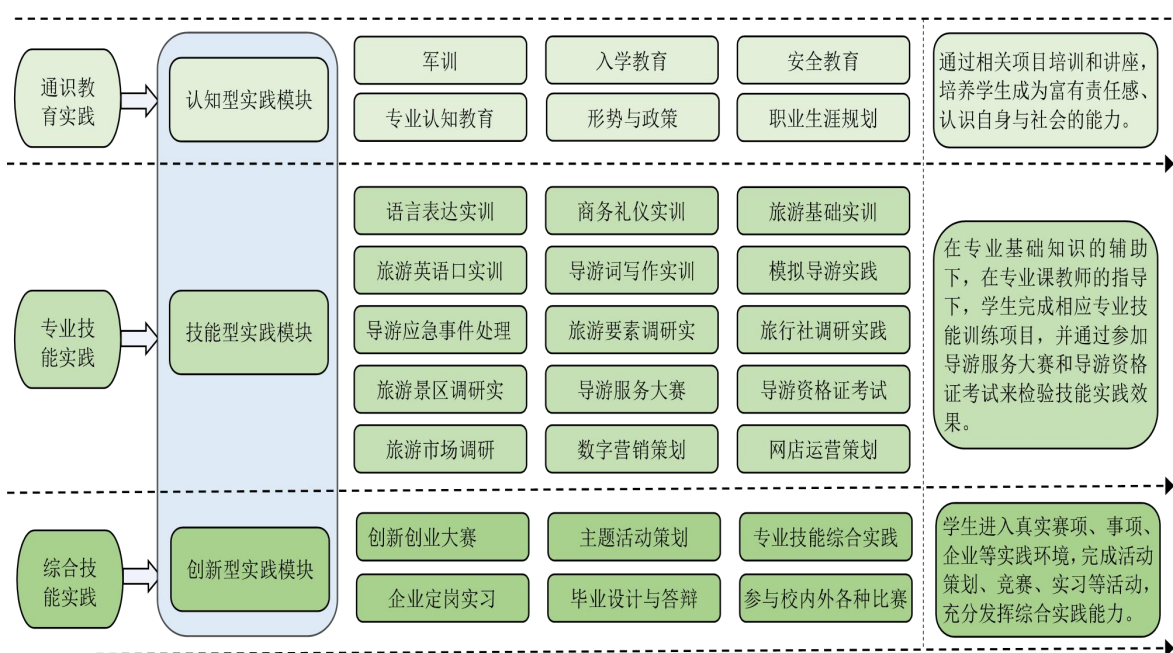 通识教
育实践
认知型实践模块
军训
入学教育
安全教育
专业认知教育
形势与政策
职业生涯规划
通过相关项目培训和讲座，
培养学生成为富有责任感、
认识自身与社会的能力。
专业技
能实践
技能型实践模块
语言表达实训
商务礼仪实训
旅游基础实训
旅游英语口实训
导游词写作实训
模拟导游实践
导游应急事件处理
旅游要素调研实
旅行社调研实践
旅游景区调研实
导游服务大赛
导游资格证考试
旅游市场调研
数字营销策划
网店运营策划
在专业基础知识的辅助
下，在专业课教师的指导
下，学生完成相应专业技
能训练项目，并通过参加
导游服务大赛和导游资格
证考试来检验技能实践效
果。
综合技
能实践
创新型实践模块
创新创业大赛
主题活动策划
专业技能综合实践
企业定岗实习
毕业设计与答辩
参与校内外各种比赛
学生进入真实赛项、事项、
企业等实践环境，完成活动
策划、竞赛、实习等活动，
充分发挥综合实践能力。